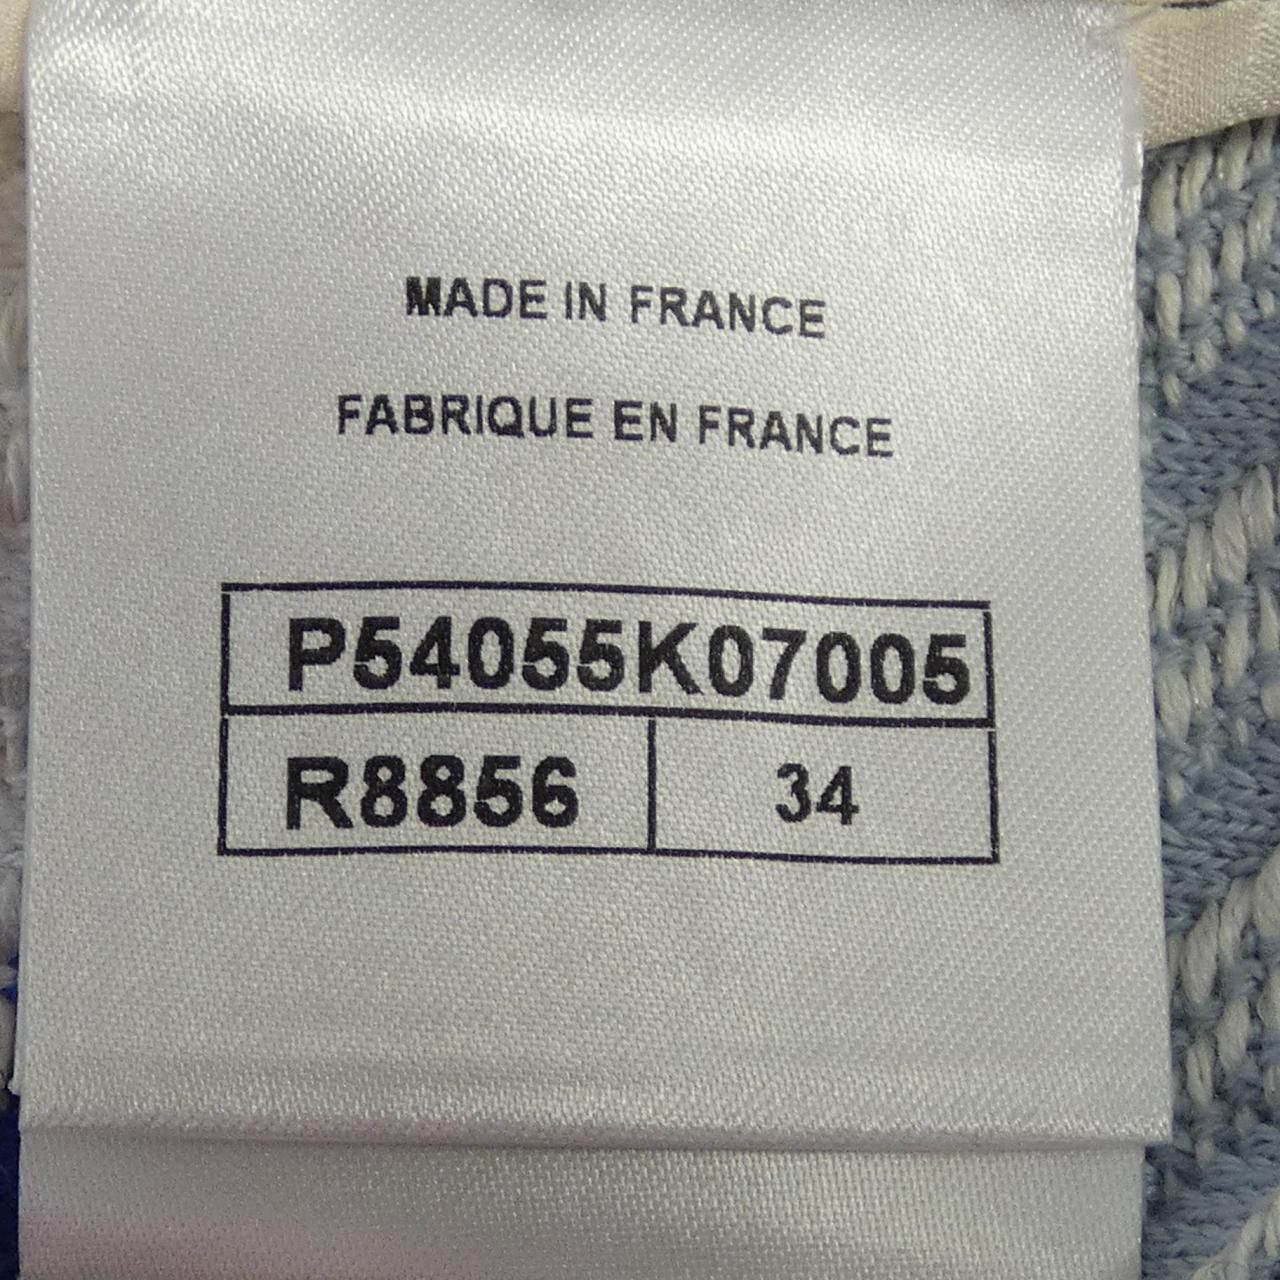 MADE IN FRANCE
FABRIQUE EN FRANCE
P54055K07005
R8856 34